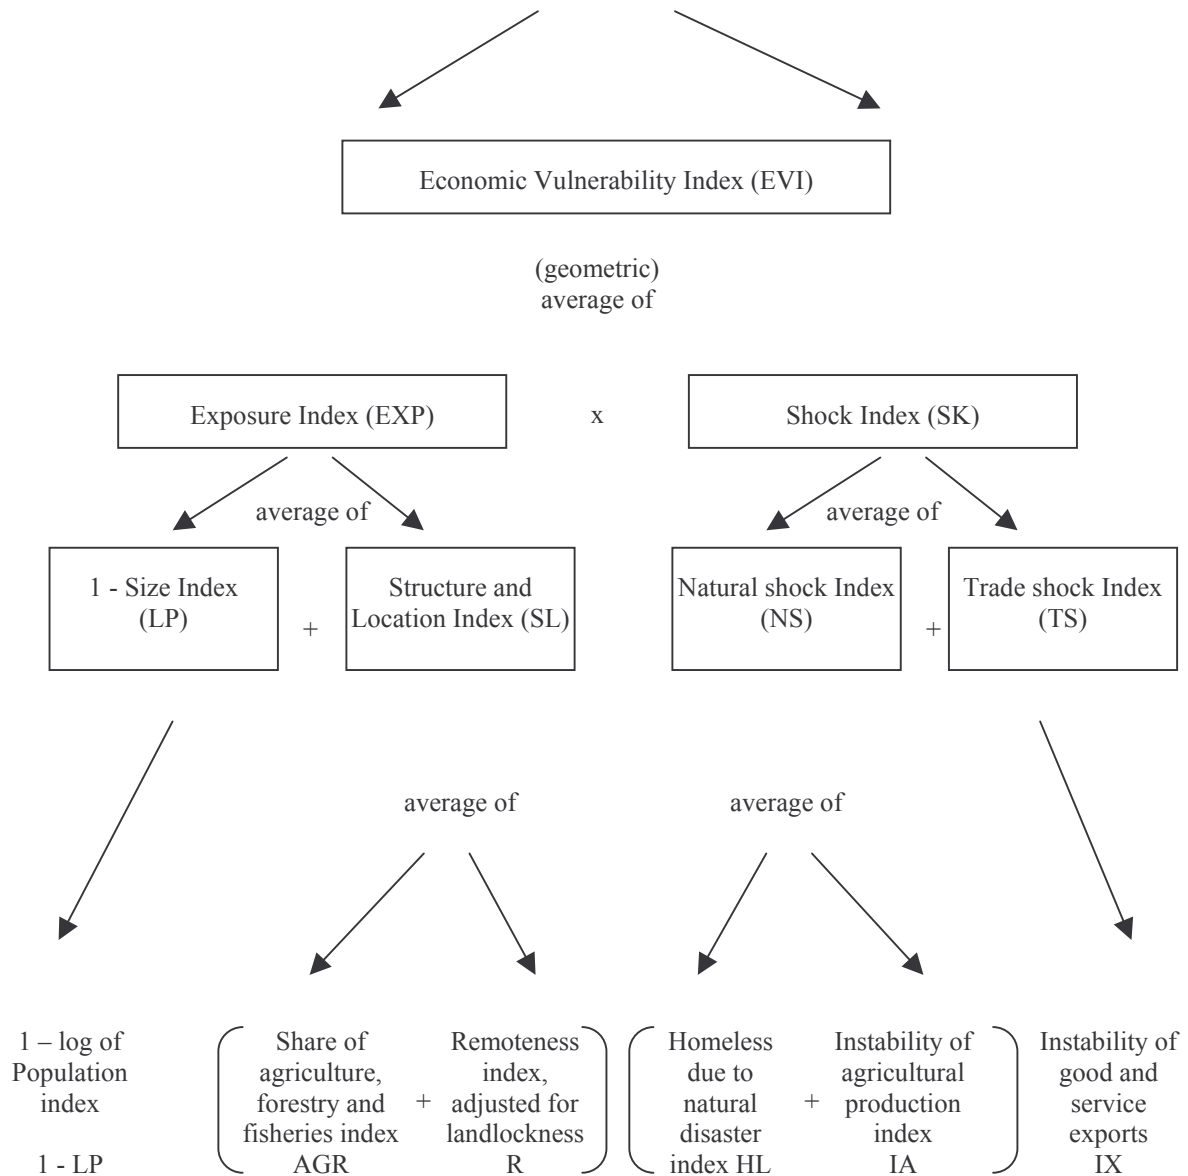 Economic Vulnerability Index (EVI)
(geometric)
average of
Exposure Index (EXP)
x
Shock Index (SK)
average of
average of
1 - Size Index
(LP)
+
Structure and
Location Index (SL)
Natural shock Index
(NS)
+
Trade shock Index
(TS)
average of
average of
1 – log of
Population
index
1 - LP
Share of
agriculture,
forestry and
fisheries index
AGR
+
Remoteness
index,
adjusted for
landlockness
R
Homeless
due to
natural
disaster
index HL
+
Instability of
agricultural
production
index
IA
Instability of
good and
service
exports
IX